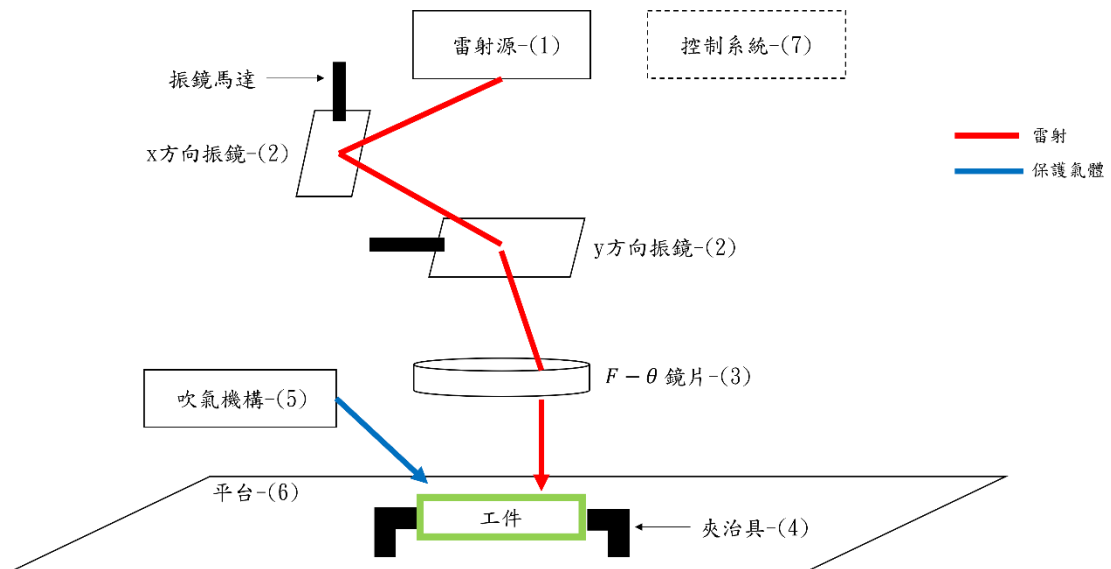 雷射源-(1)
控制系統-(7)
振鏡馬達
x方向振鏡-(2)
雷射
保護氣體
y方向振鏡-(2)
F − θ 鏡片-(3)
吹氣機構-(5)
平台-(6)
工件
夾治具-(4)